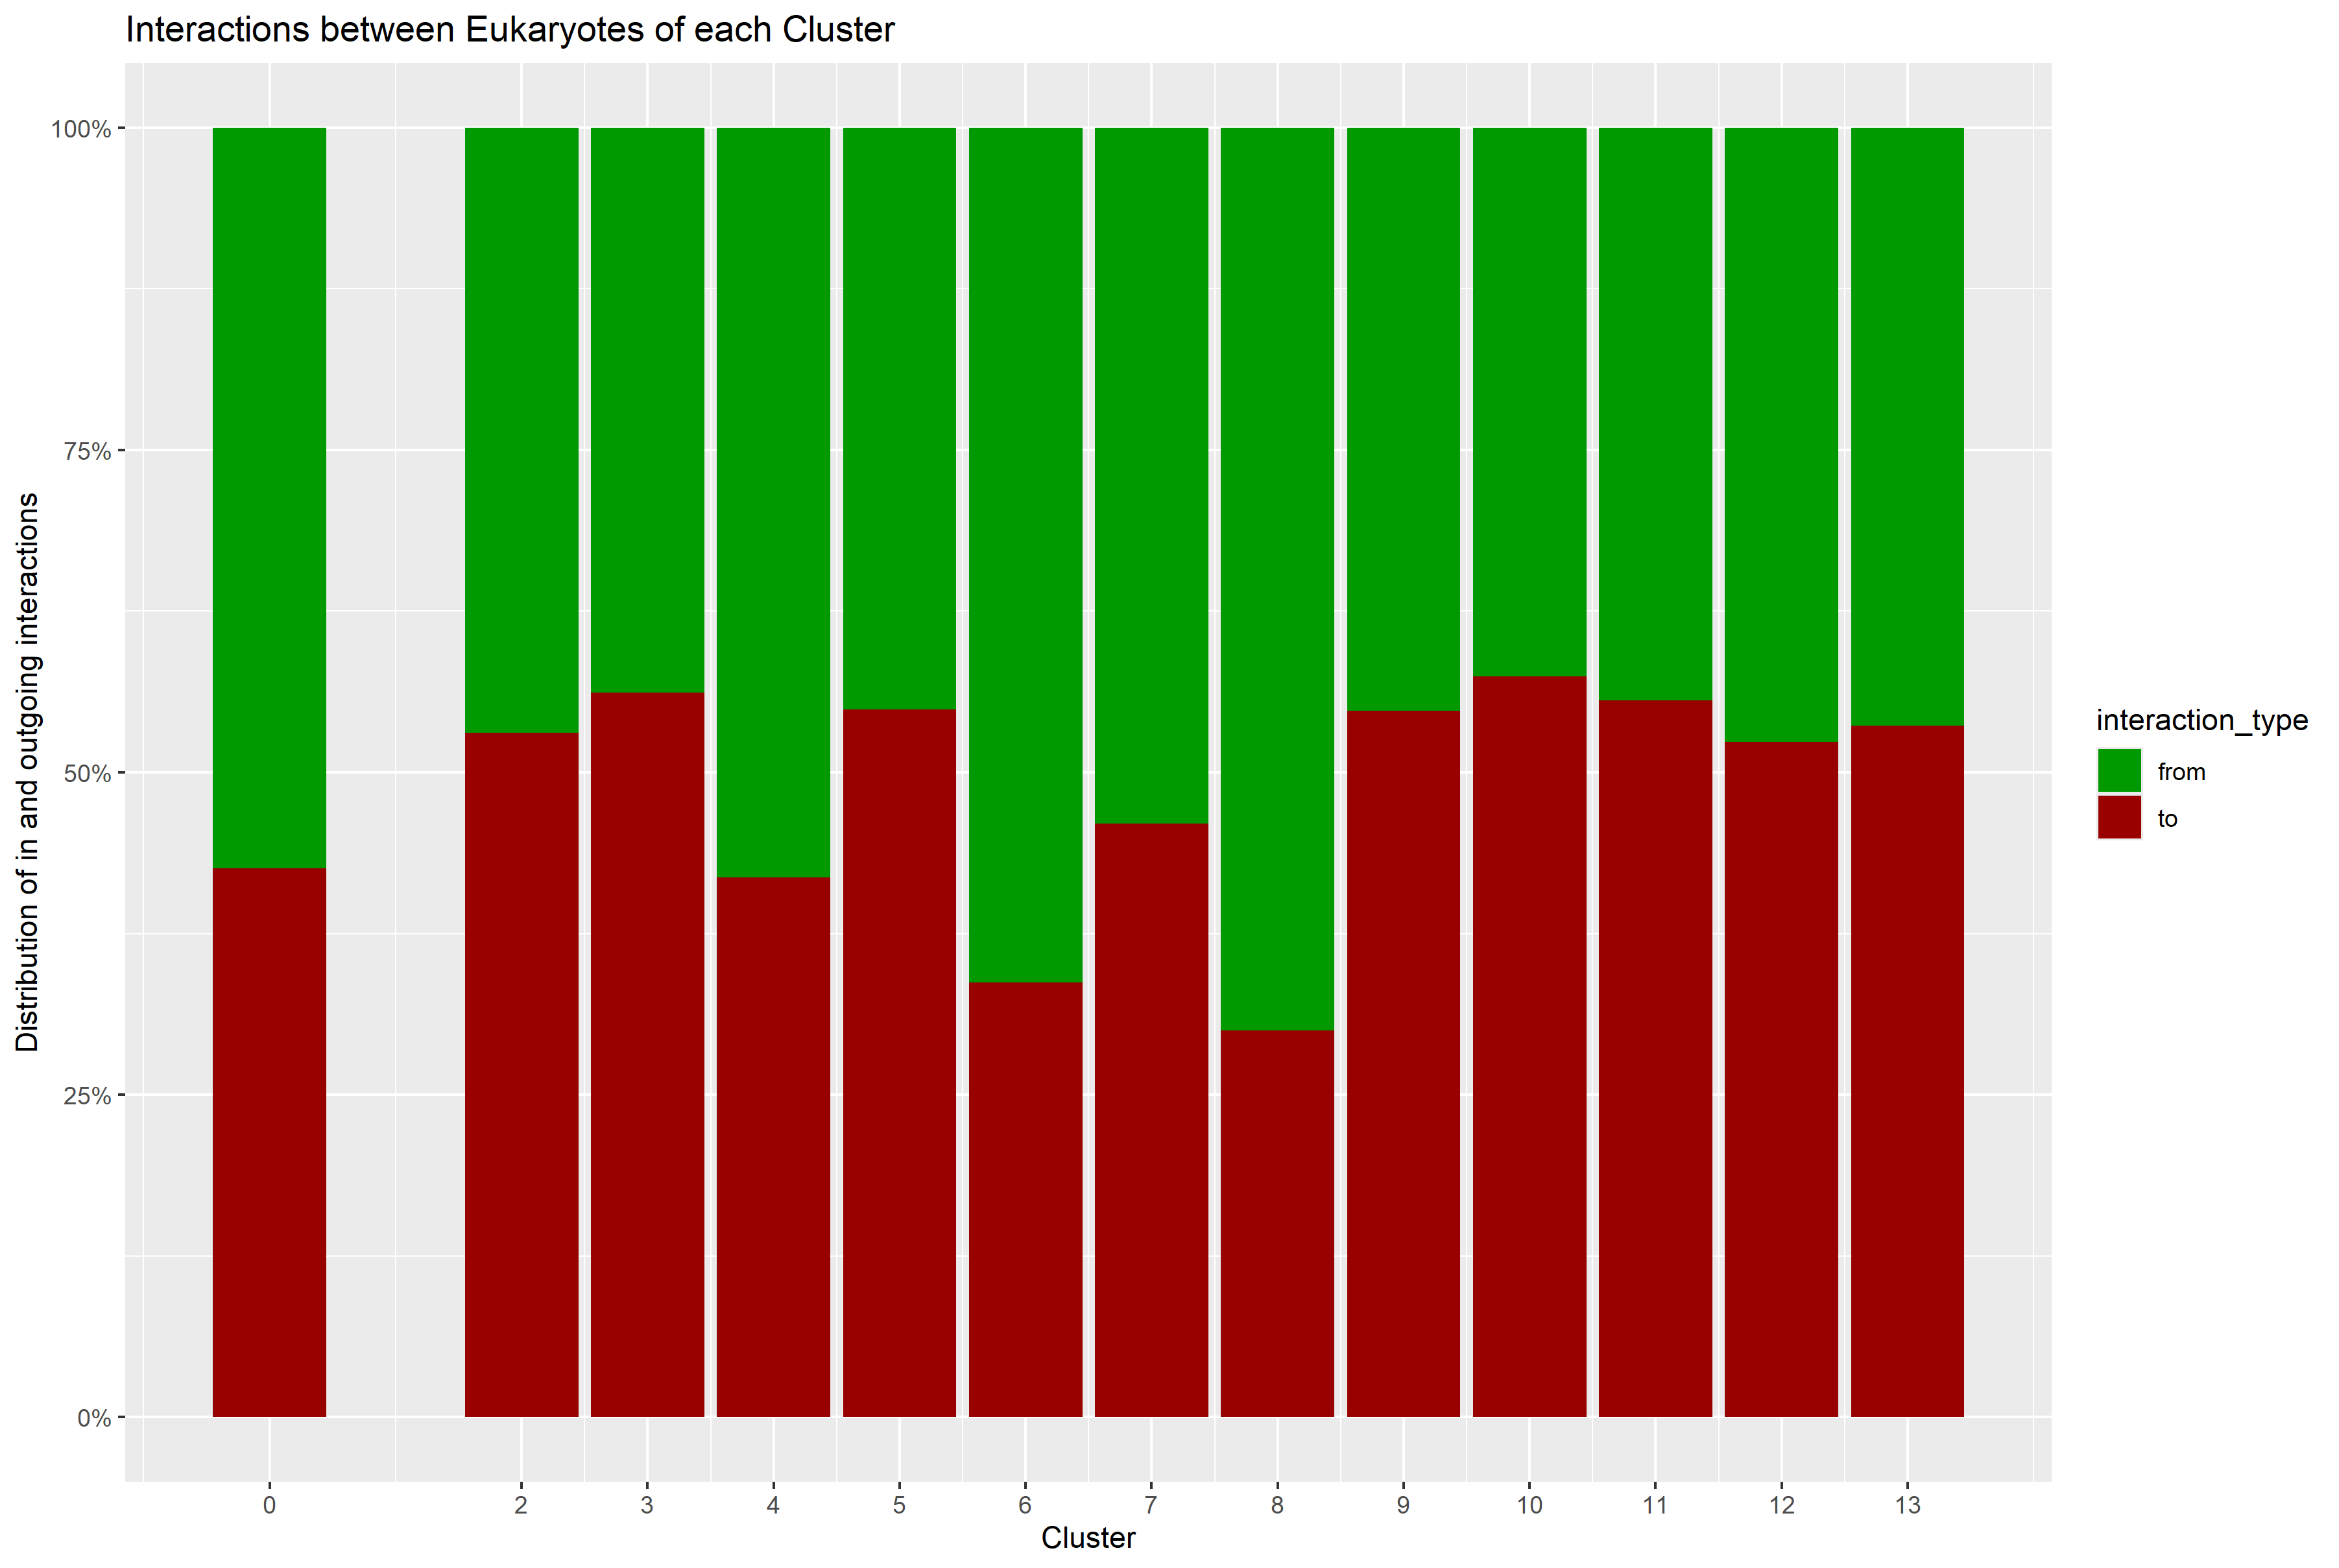 Interactions between Eukaryotes of each Cluster
Distribution of in and outgoing interactions
100%
75%
50%
25%
0%
0 2 3 4 5 6 7 8 9 10 11 12 13
Cluster
interaction_type
from
to